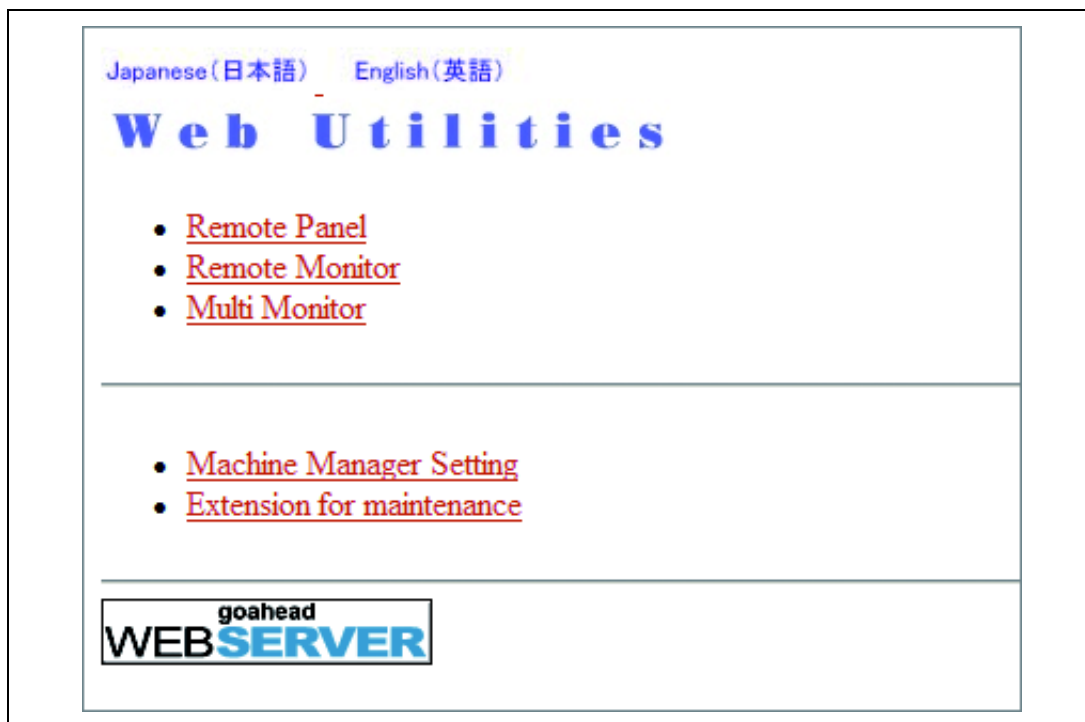 Japanese(日本語) English(英語)
Web Utilities
Remote Panel
Remote Monitor
Multi Monitor
Machine Manager Setting
Extension for maintenance
goahead
WEBSERVER